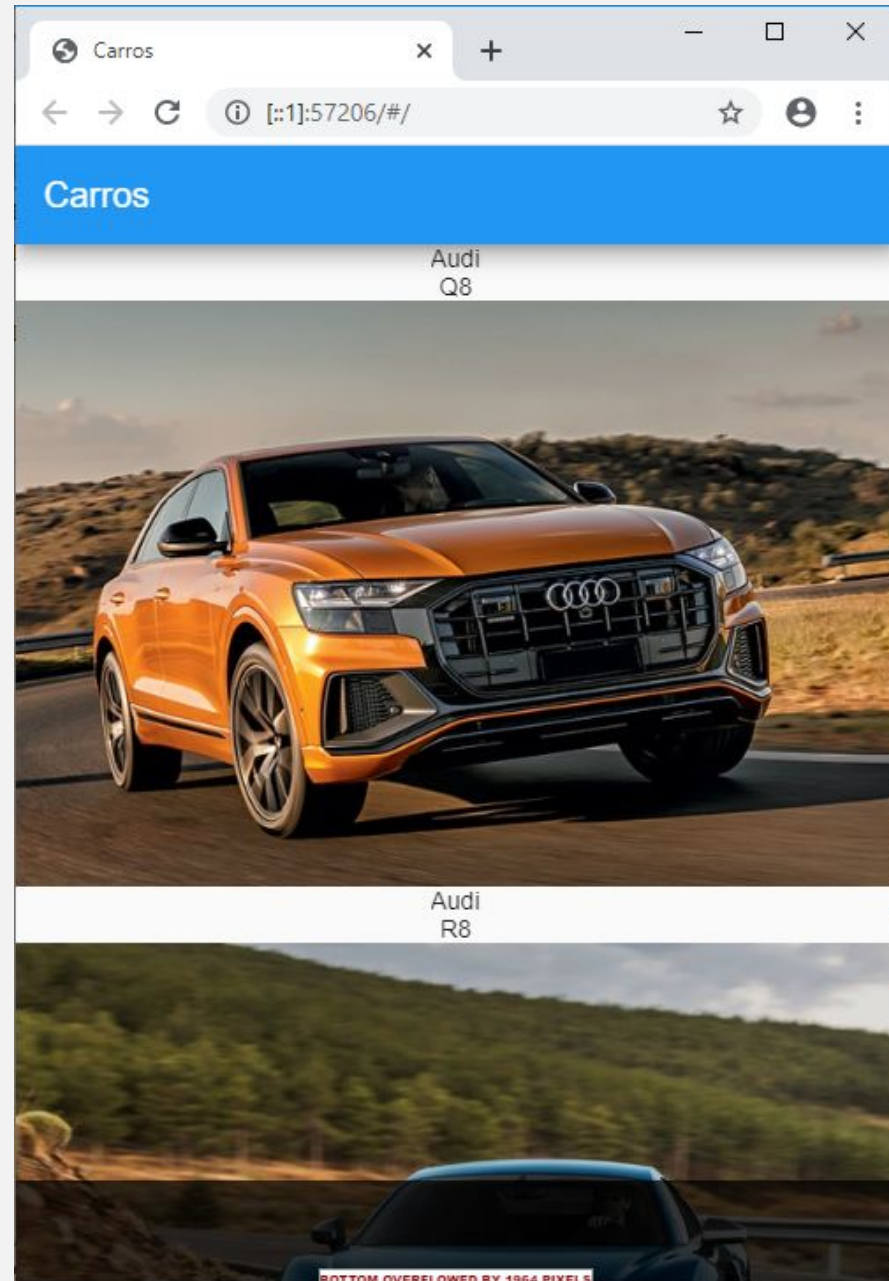 Carros
[::1]:57206/#/
Carros
Audi
Q8
Audi
R8
BOTTOM OVERFLOWED BY 1964 PIXELS